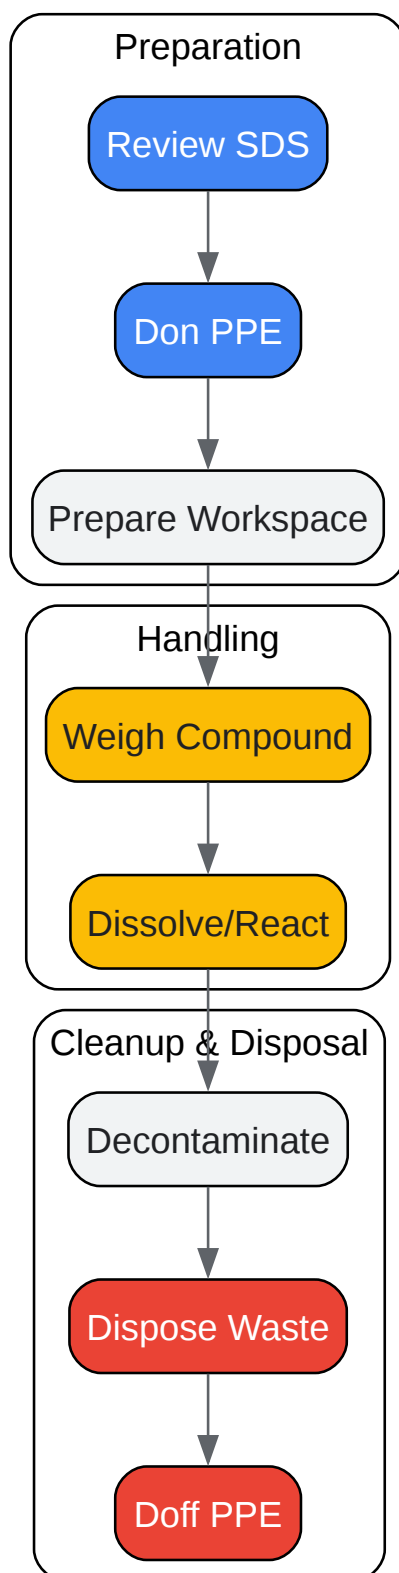 Preparation
Review SDS
Don PPE
Prepare Workspace
Handling
Weigh Compound
Dissolve/React
Cleanup & Disposal
Decontaminate
Dispose Waste
Doff PPE